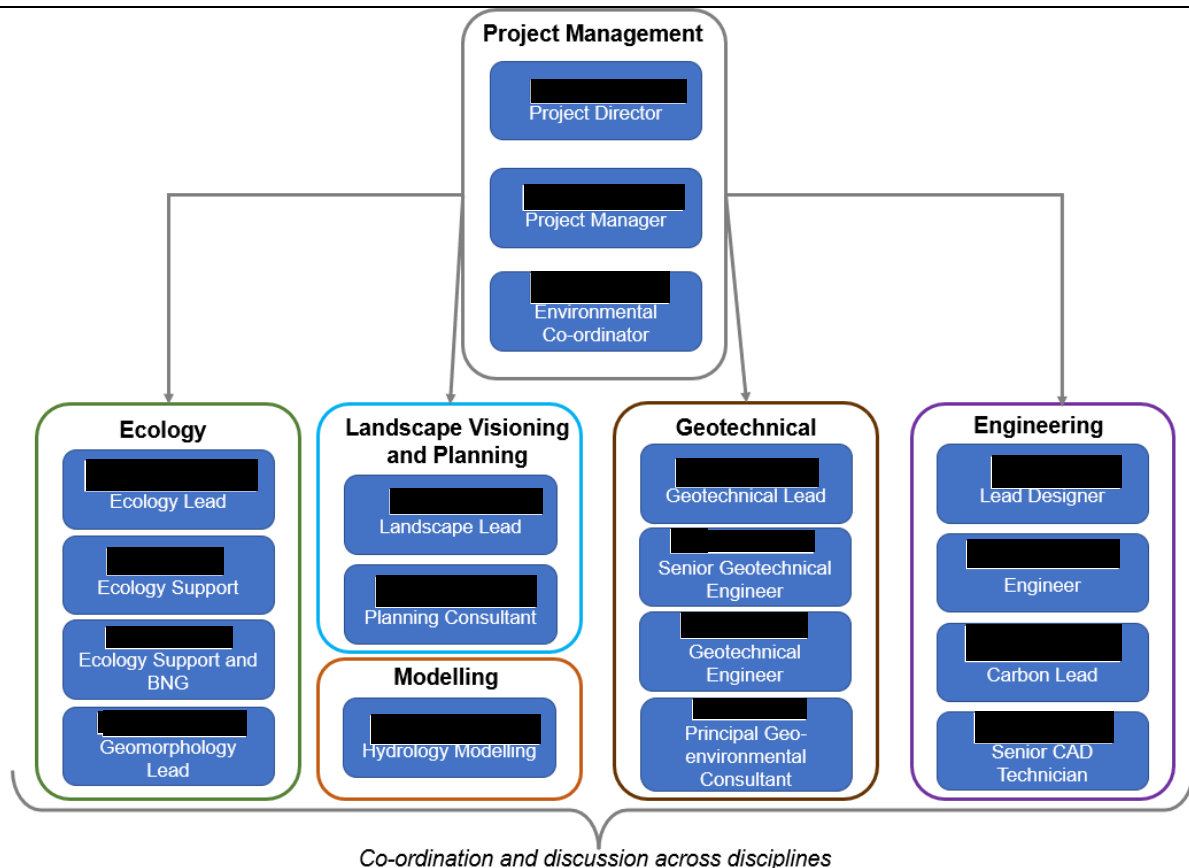 Project Management
Project Director
Project Manager
Environmental
Co-ordinator
Ecology
Ecology Lead
Ecology Support
Ecology Support and
BNG
Geomorphology
Lead
Landscape Visioning
and Planning
Landscape Lead
Planning Consultant
Modelling
Hydrology Modelling
Geotechnical
Geotechnical Lead
Senior Geotechnical
Engineer
Geotechnical
Engineer
Principal Geo-
environmental
Consultant
Engineering
Lead Designer
Engineer
Carbon Lead
Senior CAD
Technician
Co-ordination and discussion across disciplines